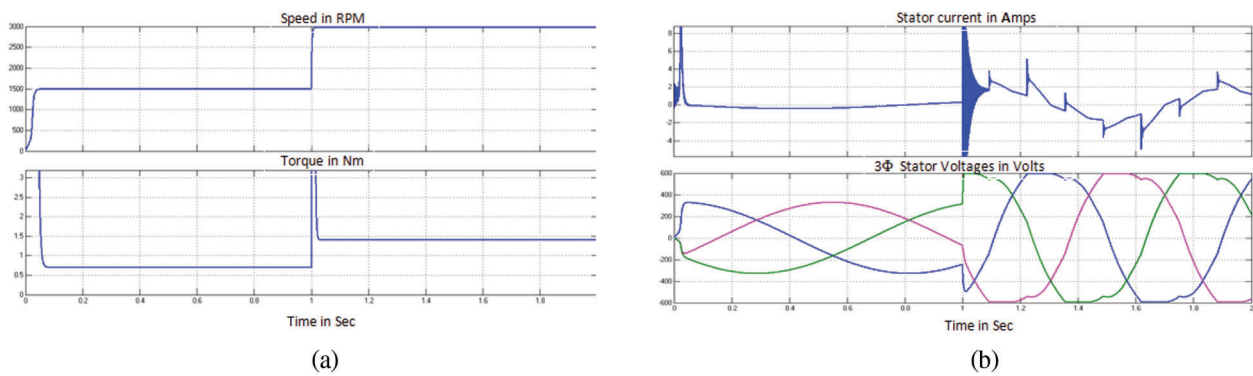 Speed in RPM
3000
2500
2000
1500
1000
500
0
Torque in Nm
3
2.5
2
1.5
1
0.5
0
0 0.2 0.4 0.6 0.8 1 1.2 1.4 1.6 1.8
Time in Sec
(a)
Stator current in Amps
8
6
4
2
0
-2
-4
3Φ Stator Voltages in Volts
600
400
200
0
-200
-400
-600
0 0.2 0.4 0.6 0.8 1 1.2 1.4 1.6 1.8 2
Time in Sec
(b)